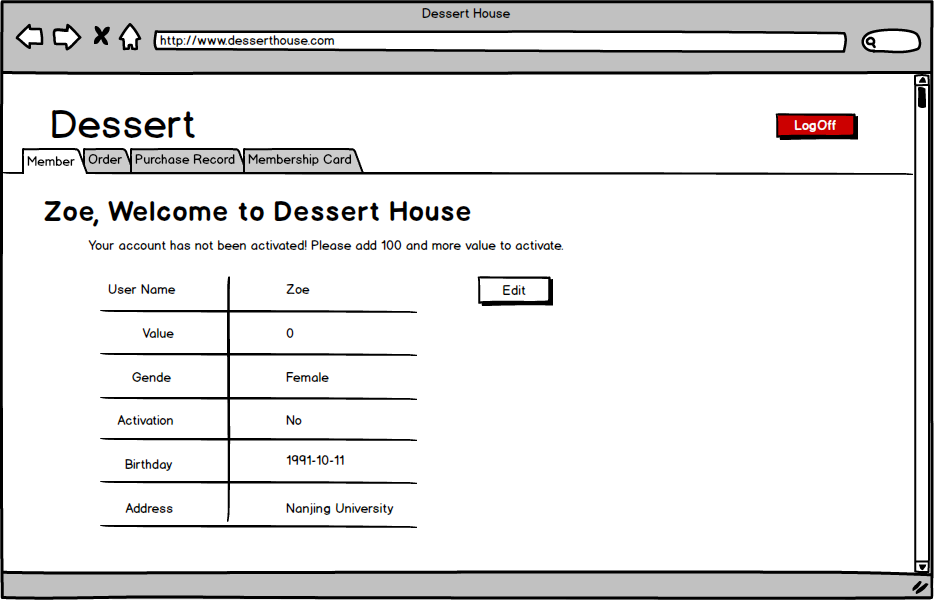 Dessert House
http://www.desserthouse.com
Dessert
LogOff
Member Order Purchase Record Membership Card
Zoe, Welcome to Dessert House
Your account has not been activated! Please add 100 and more value to activate.
User Name Zoe Edit
Value 0
Gende Female
Activation No
Birthday 1991-10-11
Address Nanjing University